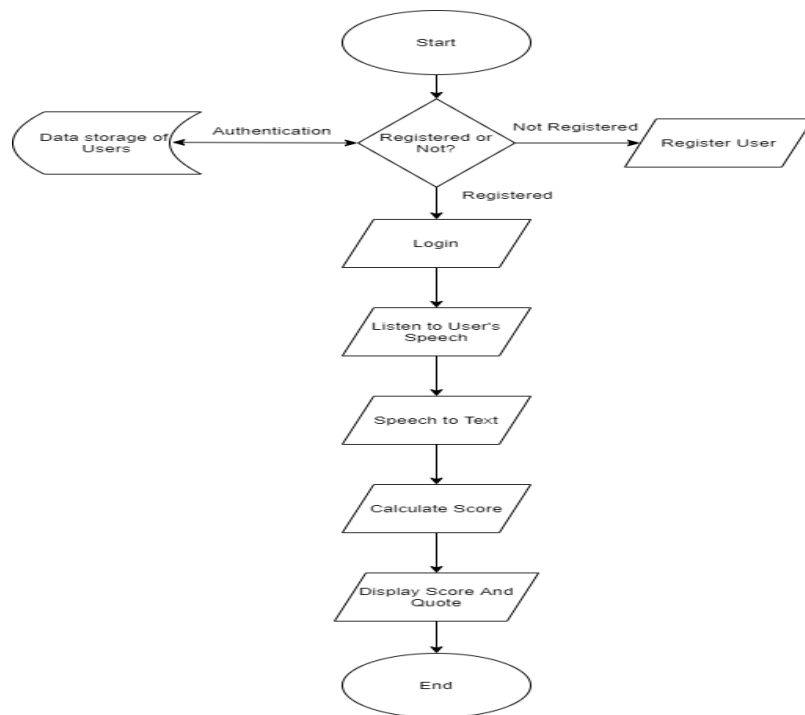 Start
Data storage of
Users
Authentication
Registered or
Not?
Not Registered
Register User
Registered
Login
Listen to User's
Speech
Speech to Text
Calculate Score
Display Score And
Quote
End